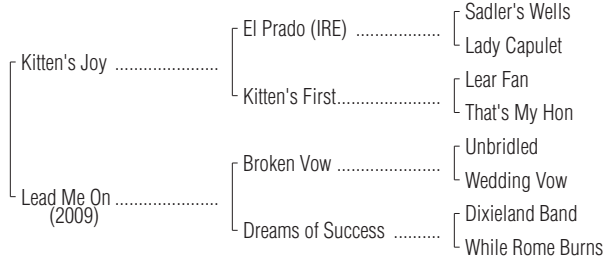 Sadler's Wells
El Prado (IRE) ..................
Lady Capulet
Kitten's Joy ......................
Lear Fan
Kitten's First......................
That's My Hon
Unbridled
Broken Vow ......................
Wedding Vow
Lead Me On ......................
(2009)
Dixieland Band
Dreams of Success ..........
While Rome Burns